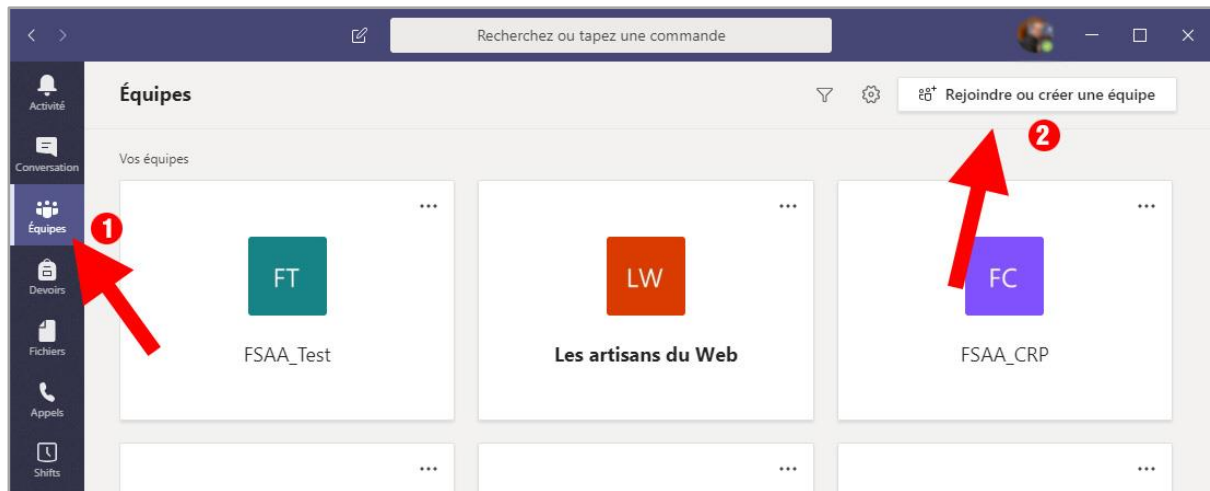 Recherchez ou tapez une commande
Activité
Équipes
Rejoindre ou créer une équipe
2
Conversation
Vos équipes
Équipes
1
Devoirs
FT
LW
FC
Fichiers
FSAA_Test
Les artisans du Web
FSAA_CRP
Appels
Shifts